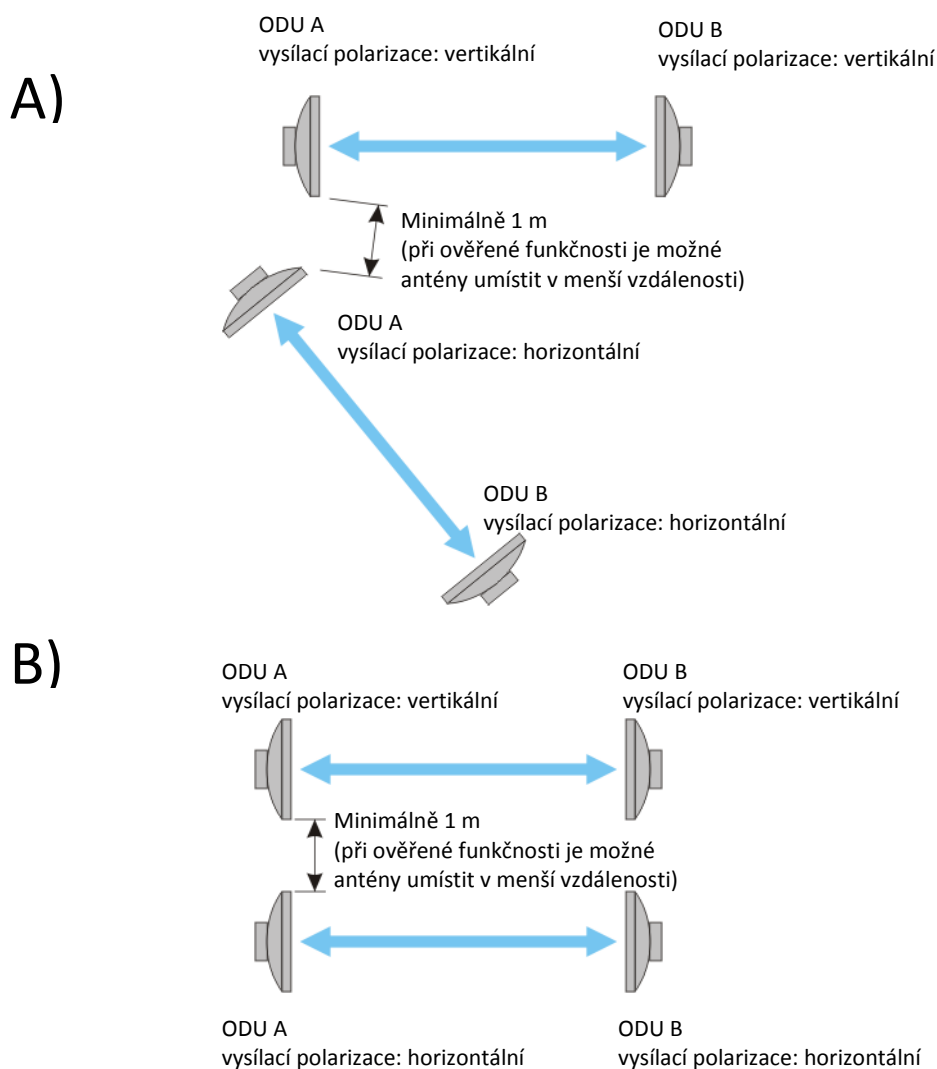 ODU A
vysílací polarizace: vertikální
ODU B
vysílací polarizace: vertikální
A)
Minimálně 1 m
(při ověřené funkčnosti je možné
antény umístit v menší vzdálenosti)
ODU A
vysílací polarizace: horizontální
ODU B
vysílací polarizace: horizontální
B)
ODU A
vysílací polarizace: vertikální
ODU B
vysílací polarizace: vertikální
Minimálně 1 m
(při ověřené funkčnosti je možné
antény umístit v menší vzdálenosti)
ODU A
vysílací polarizace: horizontální
ODU B
vysílací polarizace: horizontální